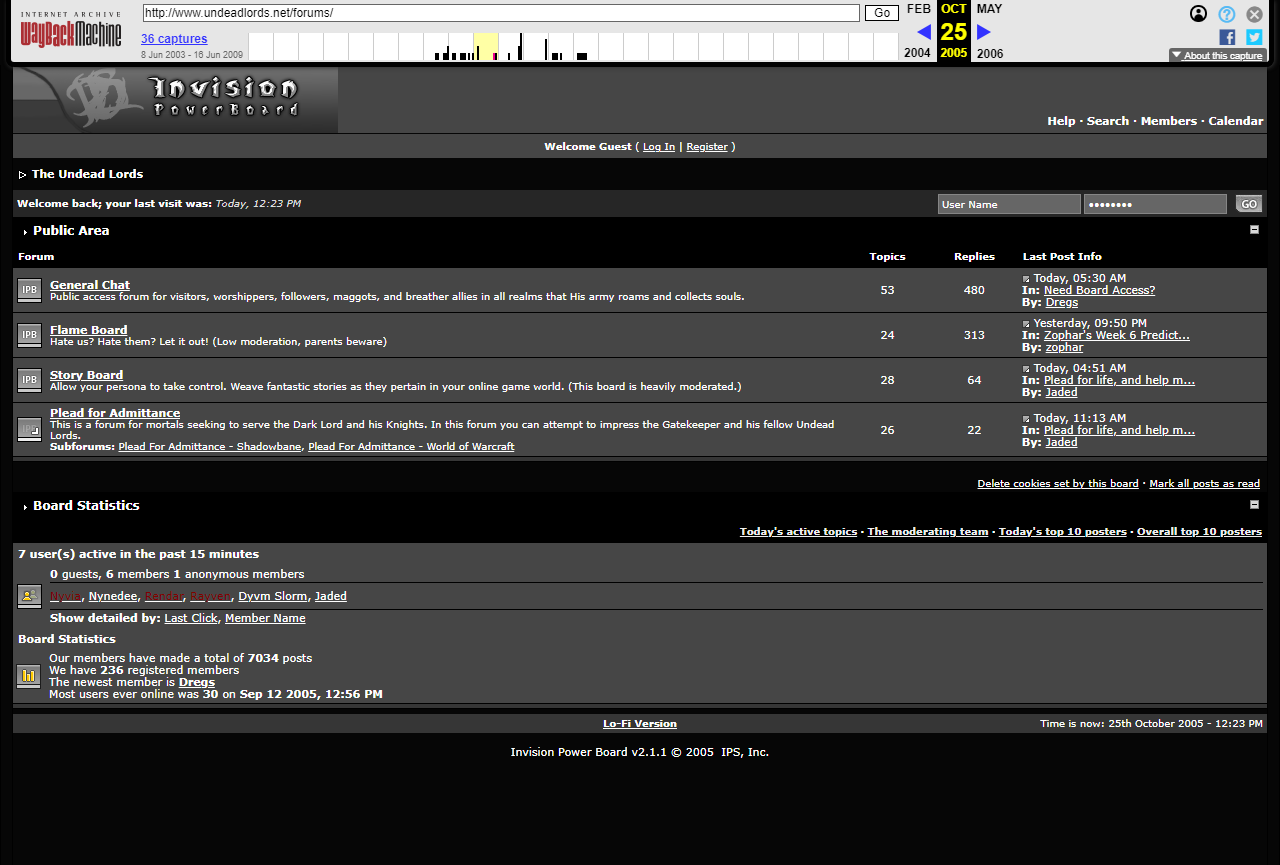 INTERNET ARCHIVE
WayBackMachine
http://www.undeadlords.net/forums/
Go
FEB OCT MAY
36 captures
25
8 Jun 2003 - 16 Jun 2009
2004 2005 2006
About this capture
Invision
PowerBoard
Help · Search · Members · Calendar
Welcome Guest ( Log In | Register )
The Undead Lords
Welcome back; your last visit was: Today, 12:23 PM
User Name
••••••••
GO
Public Area
Forum Topics Replies Last Post Info
IPB
General Chat
Public access forum for visitors, worshippers, followers, maggots, and breather allies in all realms that His army roams and collects souls.
53 480
Today, 05:30 AM
In: Need Board Access?
By: Dregs
IPB
Flame Board
Hate us? Hate them? Let it out! (Low moderation, parents beware)
24 313
Yesterday, 09:50 PM
In: Zophar's Week 6 Predict...
By: zophar
IPB
Story Board
Allow your persona to take control. Weave fantastic stories as they pertain in your online game world. (This board is heavily moderated.)
28 64
Today, 04:51 AM
In: Plead for life, and help m...
By: Jaded
Plead for Admittance
This is a forum for mortals seeking to serve the Dark Lord and his Knights. In this forum you can attempt to impress the Gatekeeper and his fellow Undead
Lords.
Subforums: Plead For Admittance - Shadowbane, Plead For Admittance - World of Warcraft
26 22
Today, 11:13 AM
In: Plead for life, and help m...
By: Jaded
Delete cookies set by this board · Mark all posts as read
Board Statistics
Today's active topics · The moderating team · Today's top 10 posters · Overall top 10 posters
7 user(s) active in the past 15 minutes
0 guests, 6 members 1 anonymous members
Nyvia, Nynedee, Rendar, Rayven, Dyvm Slorm, Jaded
Show detailed by: Last Click, Member Name
Board Statistics
Our members have made a total of 7034 posts
We have 236 registered members
The newest member is Dregs
Most users ever online was 30 on Sep 12 2005, 12:56 PM
Lo-Fi Version
Time is now: 25th October 2005 - 12:23 PM
Invision Power Board v2.1.1 © 2005 IPS, Inc.